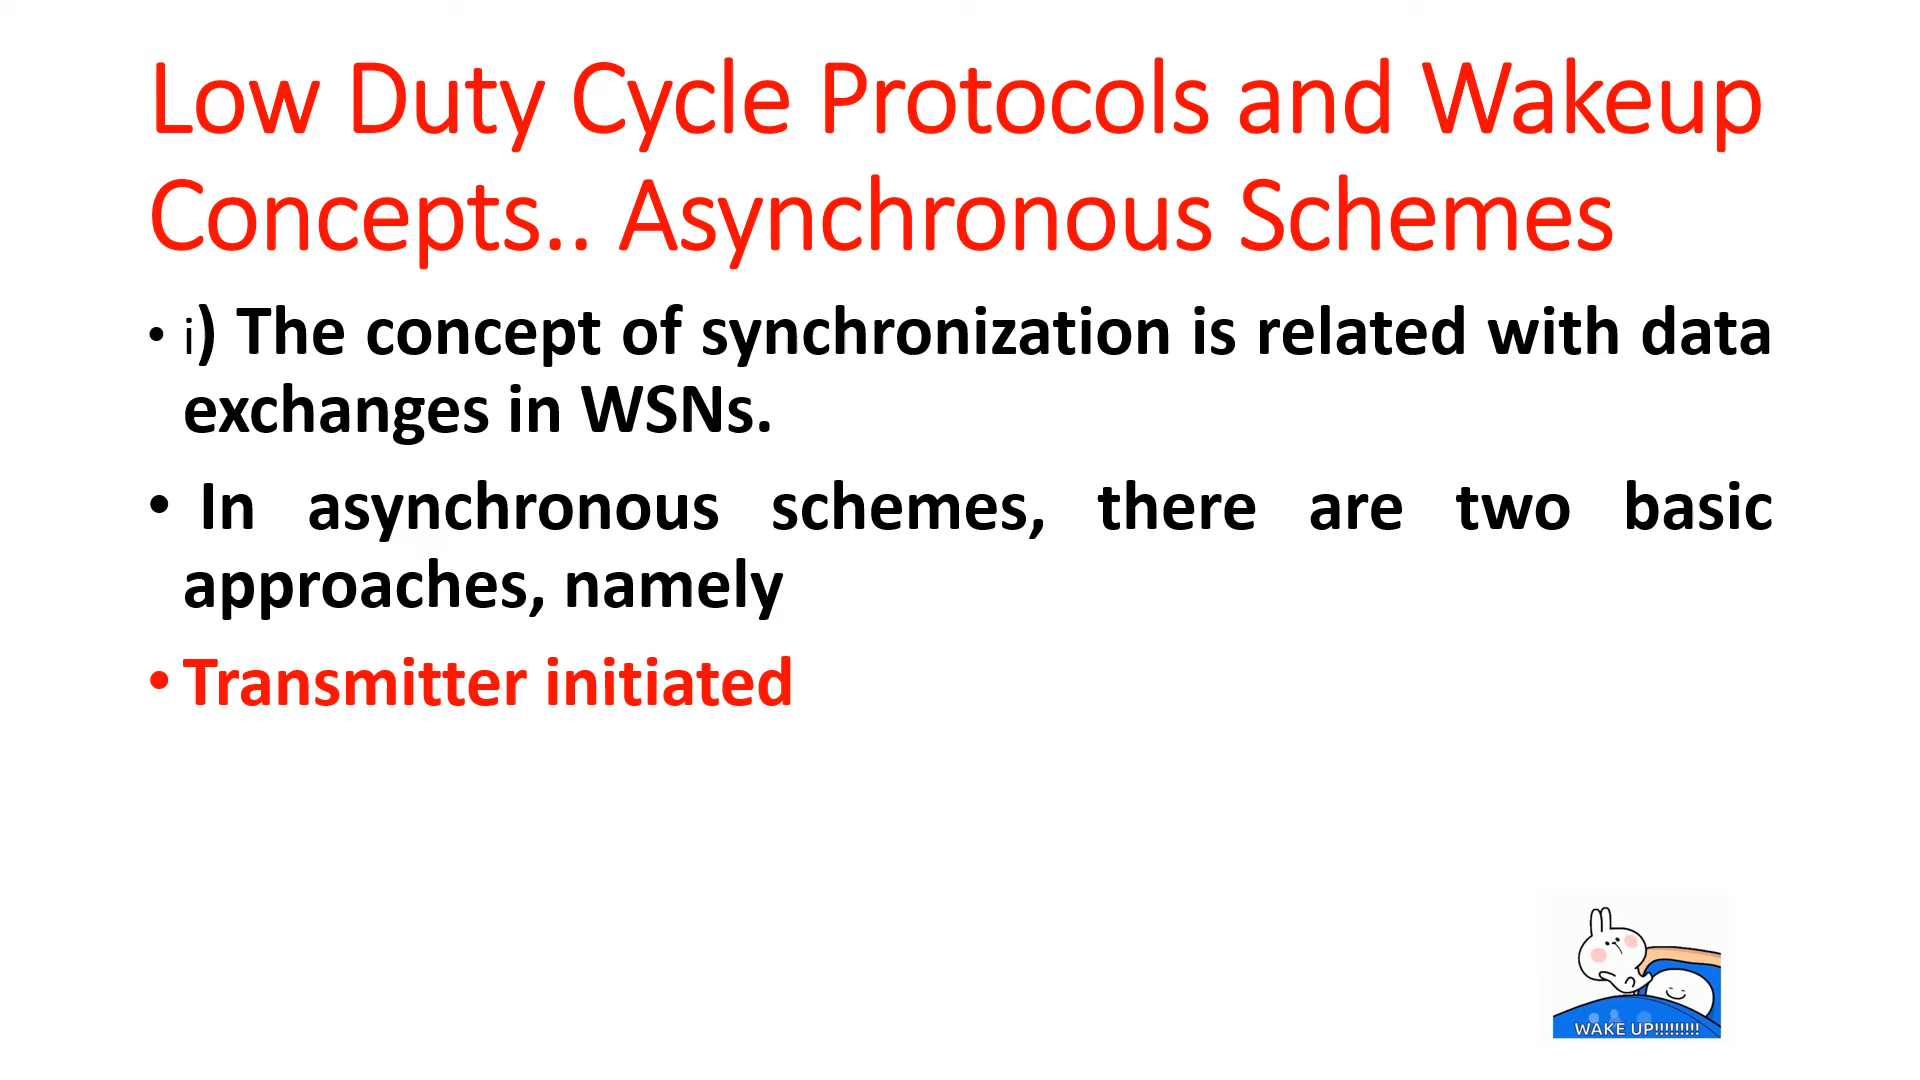 Low Duty Cycle Protocols and Wakeup
Concepts.. Asynchronous Schemes
• i) The concept of synchronization is related with data
exchanges in WSNs.
• In asynchronous schemes, there are two basic
approaches, namely
• Transmitter initiated
WAKE UP!!!!!!!!!